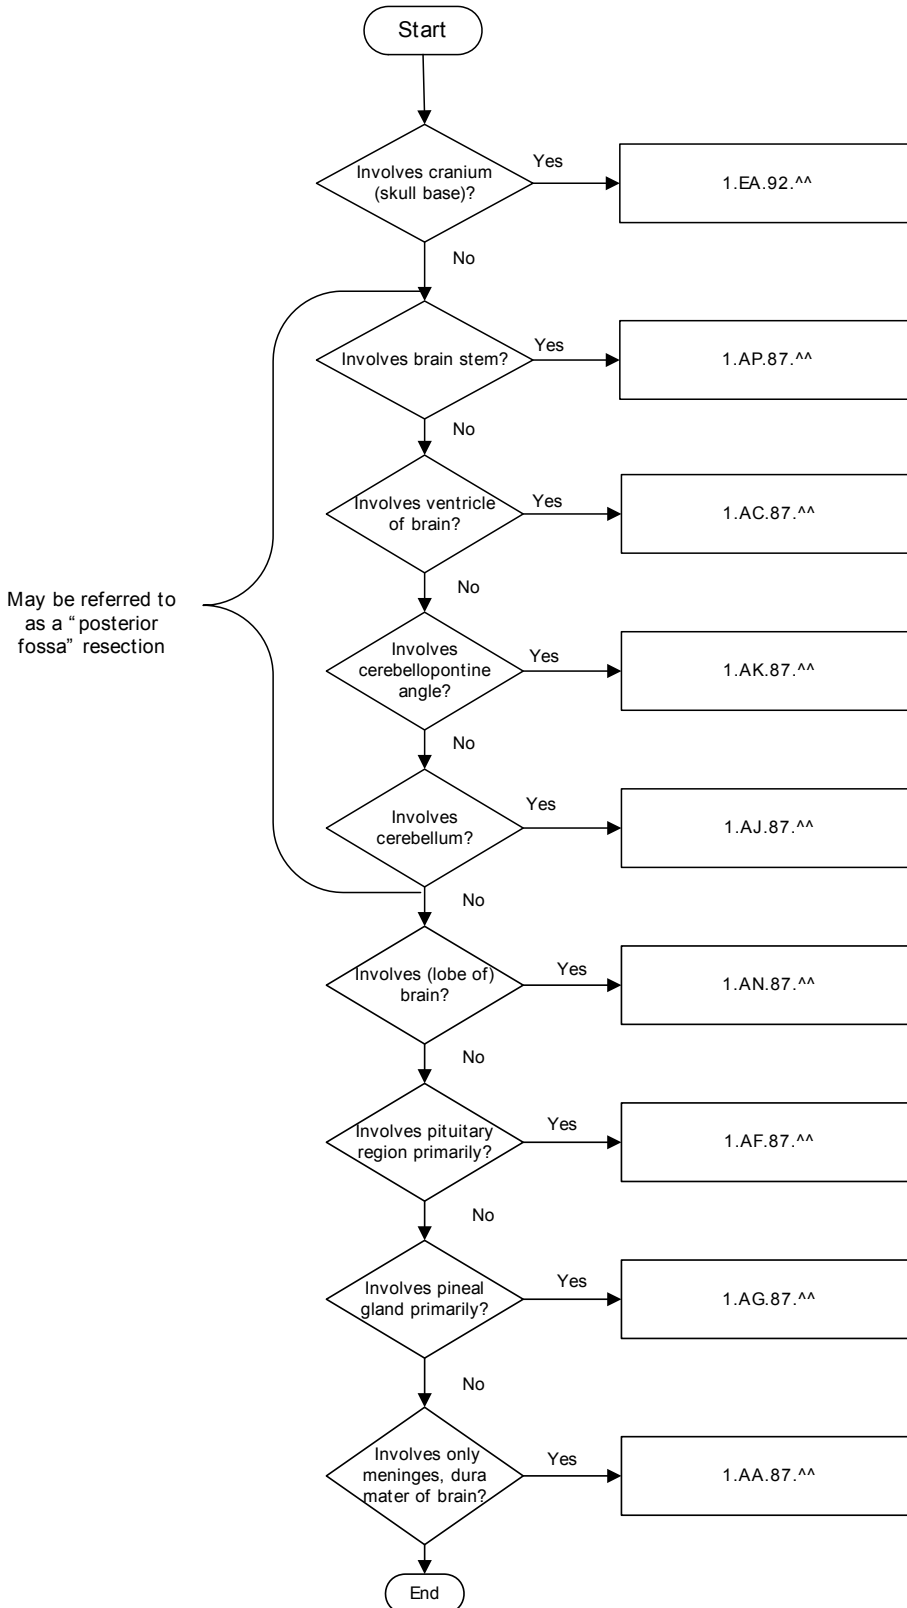 Start
Involves cranium
(skull base)?
Yes
1.EA.92.^^
No
Involves brain stem?
Yes
1.AP.87.^^
No
Involves ventricle
of brain?
Yes
1.AC.87.^^
No
May be referred to
as a “posterior
fossa” resection
Involves
cerebellopontine
angle?
Yes
1.AK.87.^^
No
Involves
cerebellum?
Yes
1.AJ.87.^^
No
Involves (lobe of)
brain?
Yes
1.AN.87.^^
No
Involves pituitary
region primarily?
Yes
1.AF.87.^^
No
Involves pineal
gland primarily?
Yes
1.AG.87.^^
No
Involves only
meninges, dura
mater of brain?
Yes
1.AA.87.^^
End